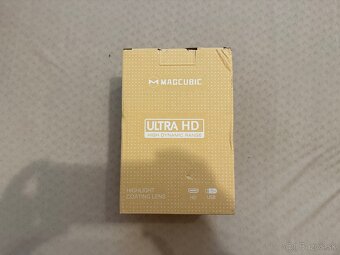 MAGCUBIC
ULTRA HD
HIGH DYNAMIC RANGE
HIGHLIGHT
COATING LENS
HD
USB